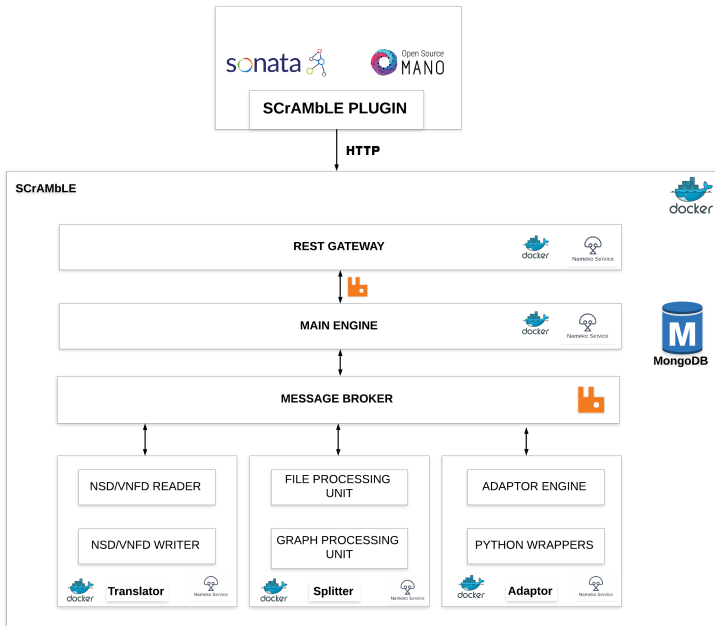 sonata
Open Source
MANO
SCrAMbLE PLUGIN
HTTP
SCrAMbLE
docker
REST GATEWAY
docker
Nameko Service
MAIN ENGINE
docker
Nameko Service
M
MongoDB
MESSAGE BROKER
NSD/VNFD READER
NSD/VNFD WRITER
docker
Translator
Nameko Service
FILE PROCESSING
UNIT
GRAPH PROCESSING
UNIT
docker
Splitter
Nameko Service
ADAPTOR ENGINE
PYTHON WRAPPERS
docker
Adaptor
Nameko Service